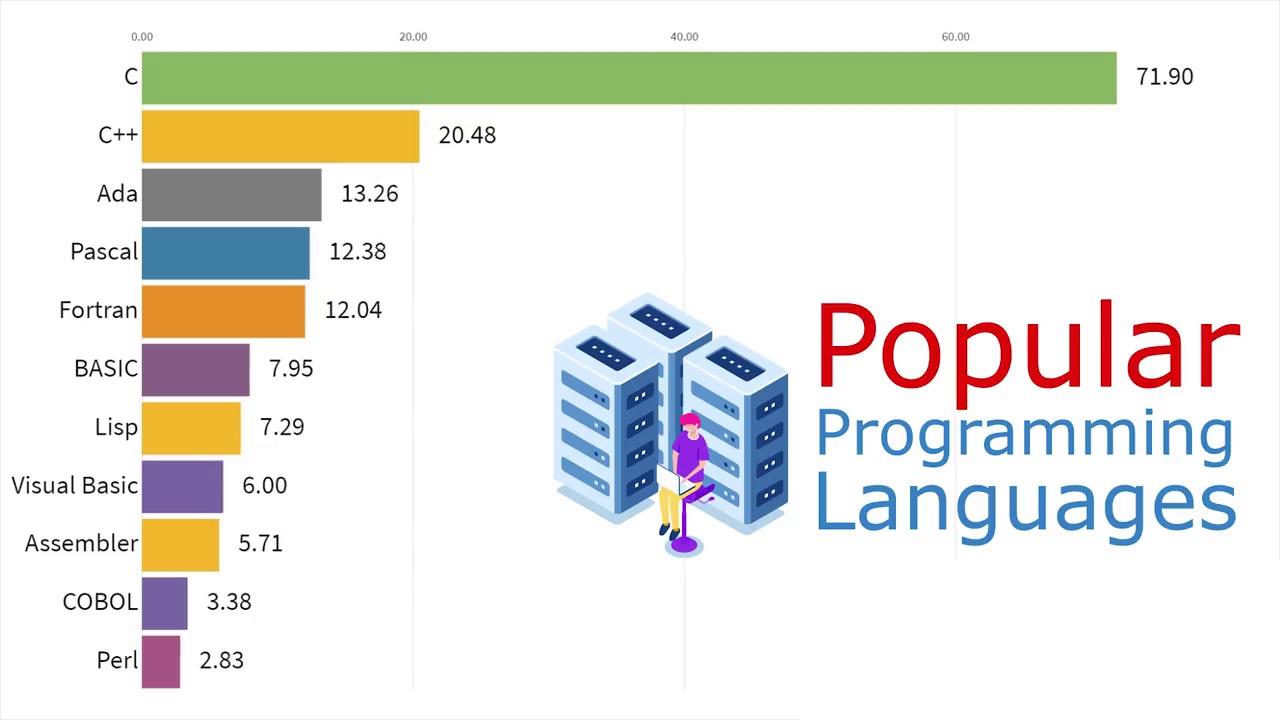 0.00 20.00 40.00 60.00
C 71.90
C++ 20.48
Ada 13.26
Pascal 12.38
Fortran 12.04
BASIC 7.95
Lisp 7.29
Visual Basic 6.00
Assembler 5.71
COBOL 3.38
Perl 2.83
Popular
Programming
Languages